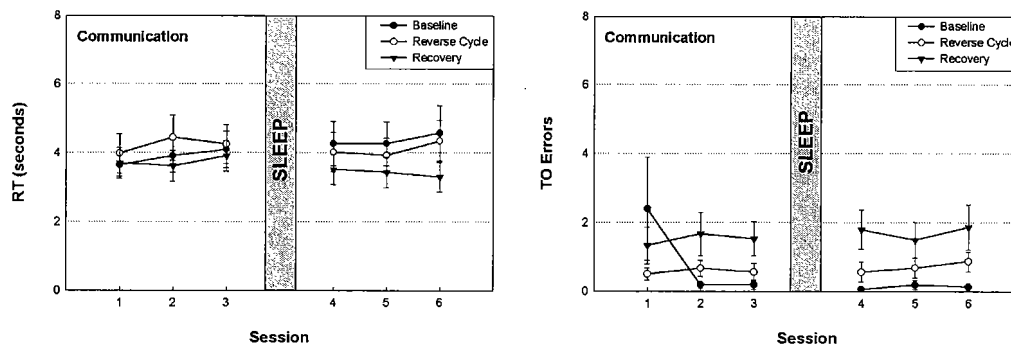 Communication
Baseline
Reverse Cycle
Recovery
RT (seconds)
8
6
4
2
0
SLEEP
1 2 3 4 5 6
Session
Communication
Baseline
Reverse Cycle
Recovery
TO Errors
8
6
4
2
0
SLEEP
1 2 3 4 5 6
Session